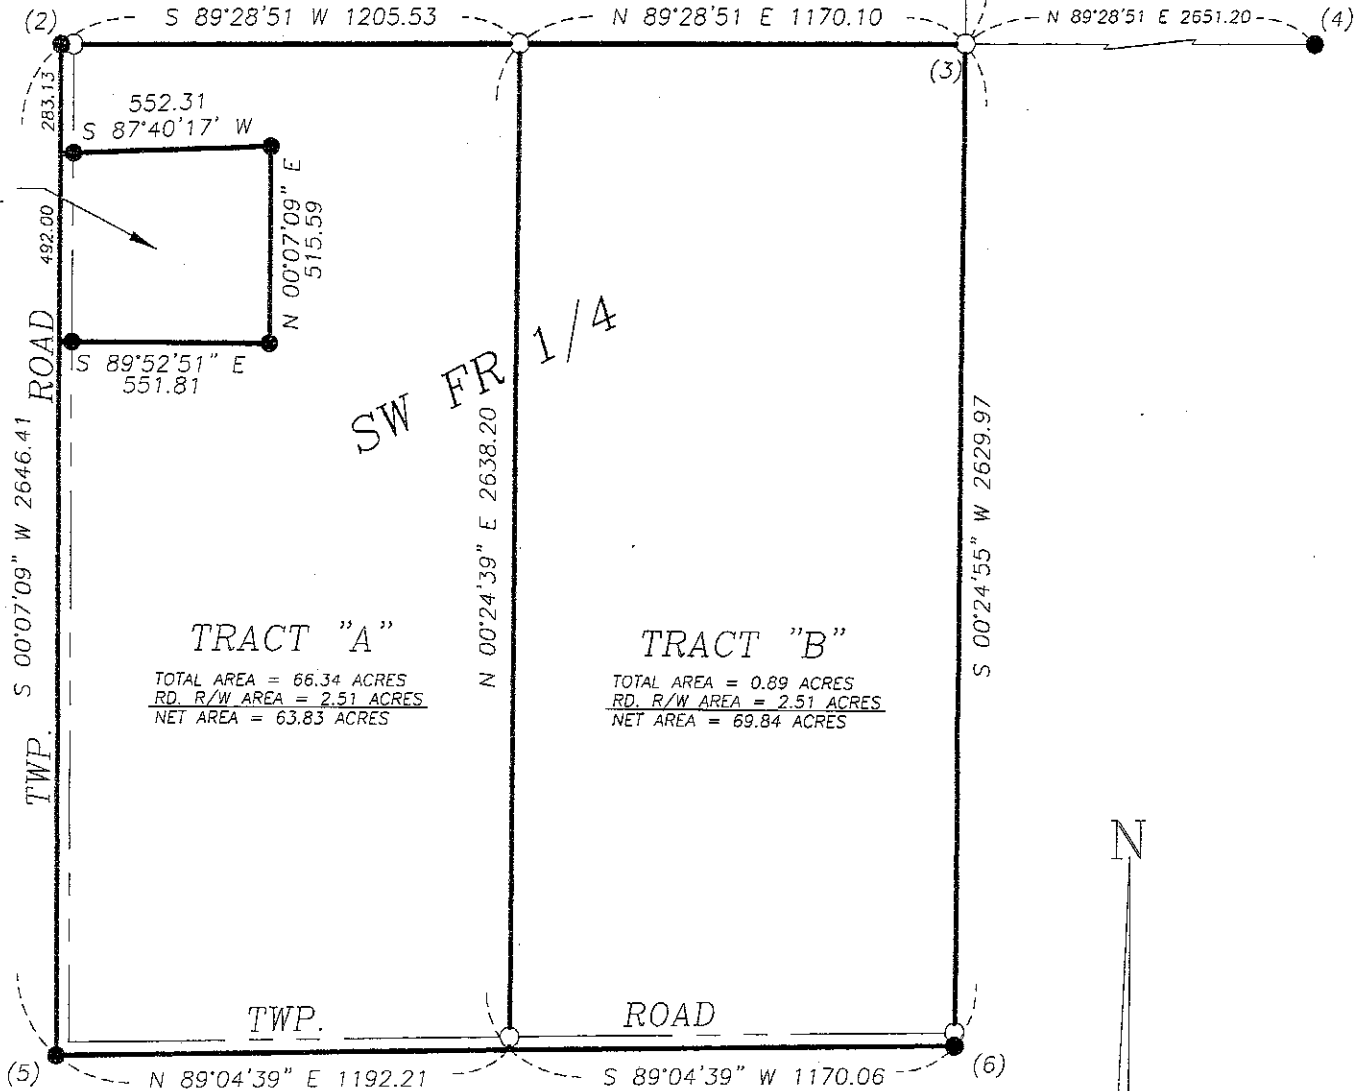 S 89°28'51 W 1205.53
N 89°28'51 E 1170.10
N 89°28'51 E 2651.20
(2)
(4)
(3)
283.13
552.31
S 87°40'17' W
N 00°07'09" E
515.59
492.00
S 89°52'51" E
551.81
SW FR 1/4
TWP. ROAD
S 00°07'09" W 2646.41
N 00°24'39" E 2638.20
S 00°24'55" W 2629.97
TRACT "A"
TOTAL AREA = 66.34 ACRES
RD. R/W AREA = 2.51 ACRES
NET AREA = 63.83 ACRES
TRACT "B"
TOTAL AREA = 0.89 ACRES
RD. R/W AREA = 2.51 ACRES
NET AREA = 69.84 ACRES
N
TWP. ROAD
(5)
N 89°04'39" E 1192.21
S 89°04'39" W 1170.06
(6)